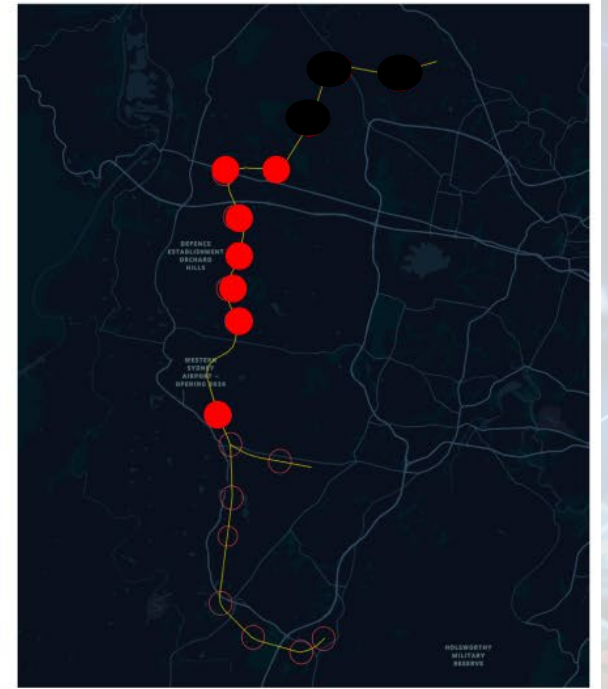 DEFENCE
ESTABLISHMENT
ORCHARD
HILLS
WESTERN
SYDNEY
AIRPORT –
OPENING 2026
HOLSWORTHY
MILITARY
RESERVE